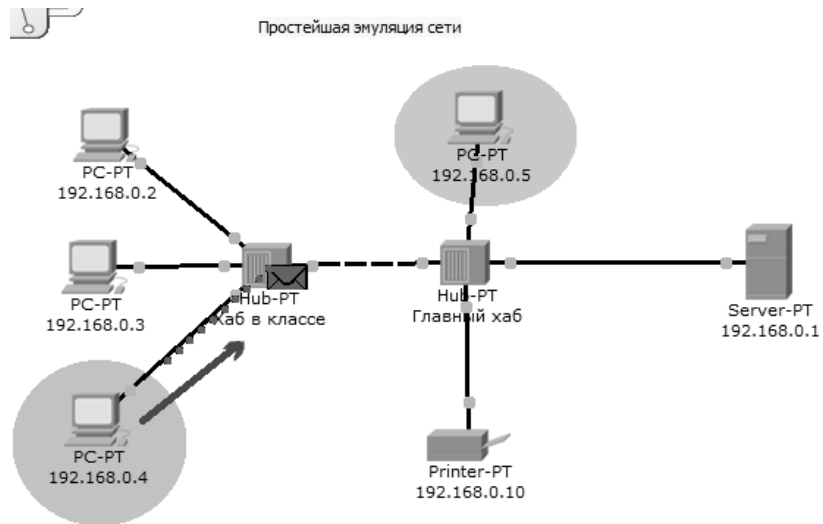 Простейшая эмуляция сети
PC-PT
192.168.0.2
PC-PT
192.168.0.5
PC-PT
192.168.0.3
Hub-PT
Хаб в классе
Hub-PT
Главный хаб
Server-PT
192.168.0.1
PC-PT
192.168.0.4
Printer-PT
192.168.0.10